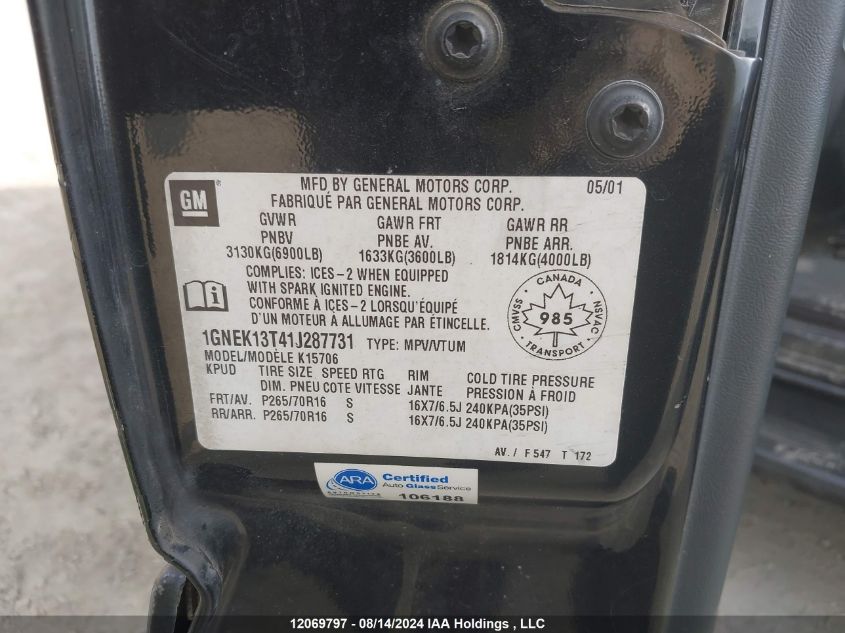 GM
MFD BY GENERAL MOTORS CORP. 05/01
FABRIQUÉ PAR GENERAL MOTORS CORP.
GVWR GAWR FRT GAWR RR
PNBV PNBE AV. PNBE ARR.
3130KG(6900LB) 1633KG(3600LB) 1814KG(4000LB)
COMPLIES: ICES-2 WHEN EQUIPPED
WITH SPARK IGNITED ENGINE.
CONFORME À ICES-2 LORSQU'ÉQUIPÉ
D'UN MOTEUR À ALLUMAGE PAR ÉTINCELLE.
CANADA
CMVSS 985 NSVAC
TRANSPORT
1GNEK13T41J287731 TYPE: MPV/VTUM
MODEL/MODÈLE K15706
KPUD TIRE SIZE SPEED RTG RIM COLD TIRE PRESSURE
DIM. PNEU COTE VITESSE JANTE PRESSION À FROID
FRT/AV. P265/70R16 S 16X7/6.5J 240KPA(35PSI)
RR/ARR. P265/70R16 S 16X7/6.5J 240KPA(35PSI)
AV. / F 547 T 172
ARA Certified
Auto Glass Service
106188
12069797 - 08/14/2024 IAA Holdings , LLC